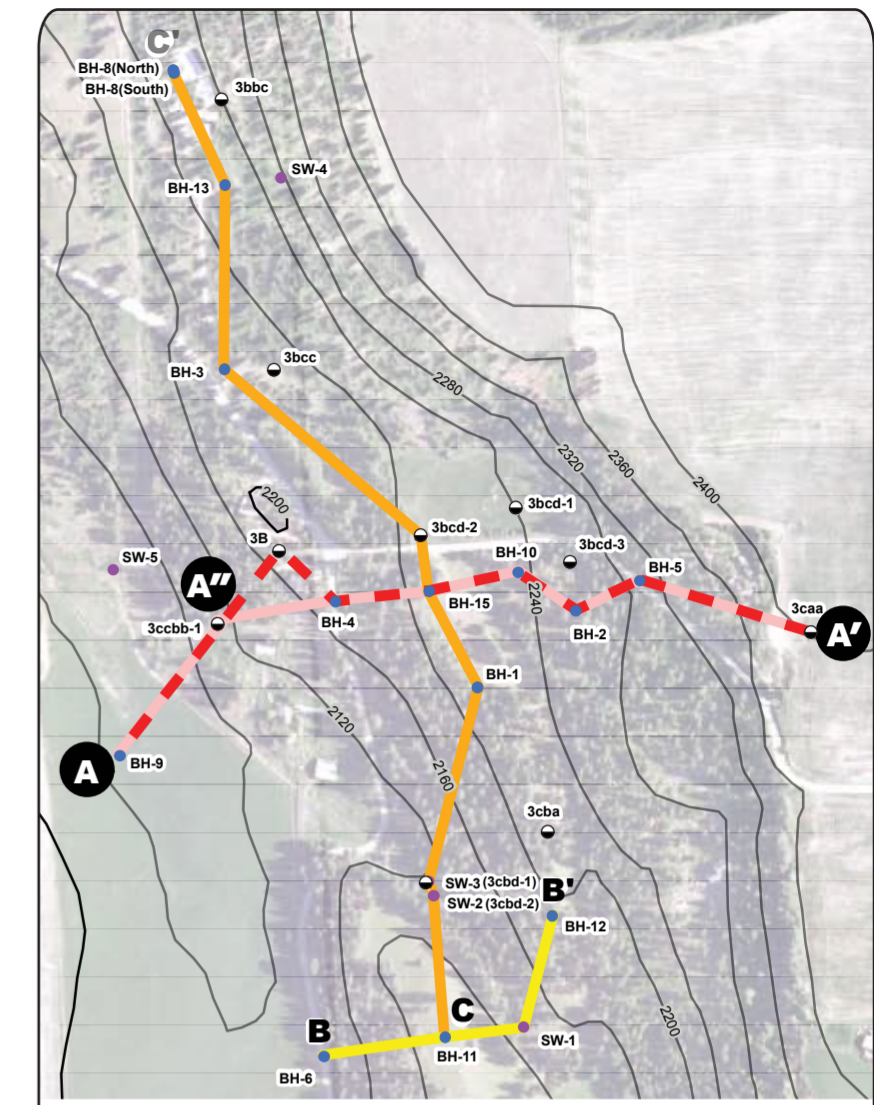 C'
BH-8(North)
BH-8(South)
3bbc
SW-4
BH-13
3bcc
BH-3
2280
2320
2360
2400
2200
3bcd-1
3bcd-2
3B
3bcd-3
BH-10
SW-5
A"
BH-5
2240
BH-15
BH-4
BH-2
3caa
A'
3ccbb-1
BH-1
2120
A
BH-9
2160
3cba
SW-3 (3cbd-1)
SW-2 (3cbd-2)
B'
BH-12
C
2200
B
SW-1
BH-11
BH-6